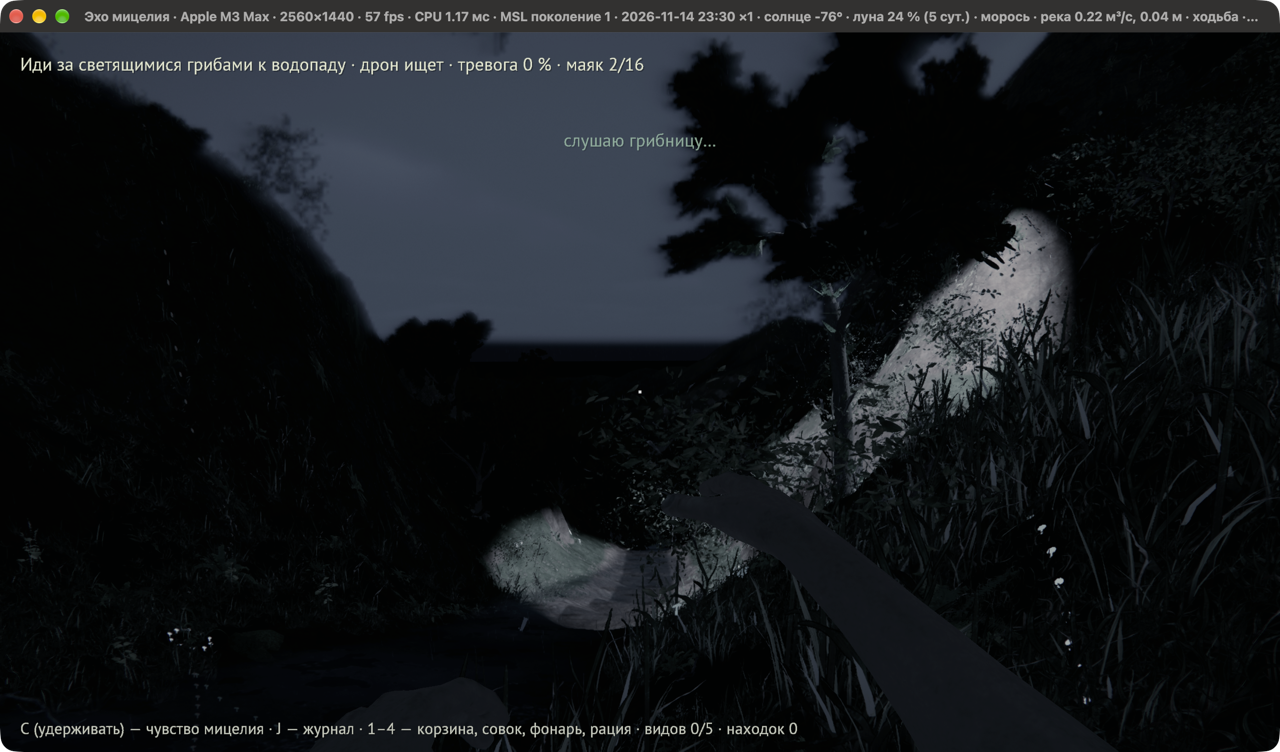 Эхо мицелия · Apple M3 Max · 2560×1440 · 57 fps · CPU 1.17 мс · MSL поколение 1 · 2026-11-14 23:30 ×1 · солнце -76° · луна 24 % (5 сут.) · морось · река 0.22 м³/с, 0.04 м · ходьба ·…
Иди за светящимися грибами к водопаду · дрон ищет · тревога 0 % · маяк 2/16
слушаю грибницу…
C (удерживать) — чувство мицелия · J — журнал · 1–4 — корзина, совок, фонарь, рация · видов 0/5 · находок 0